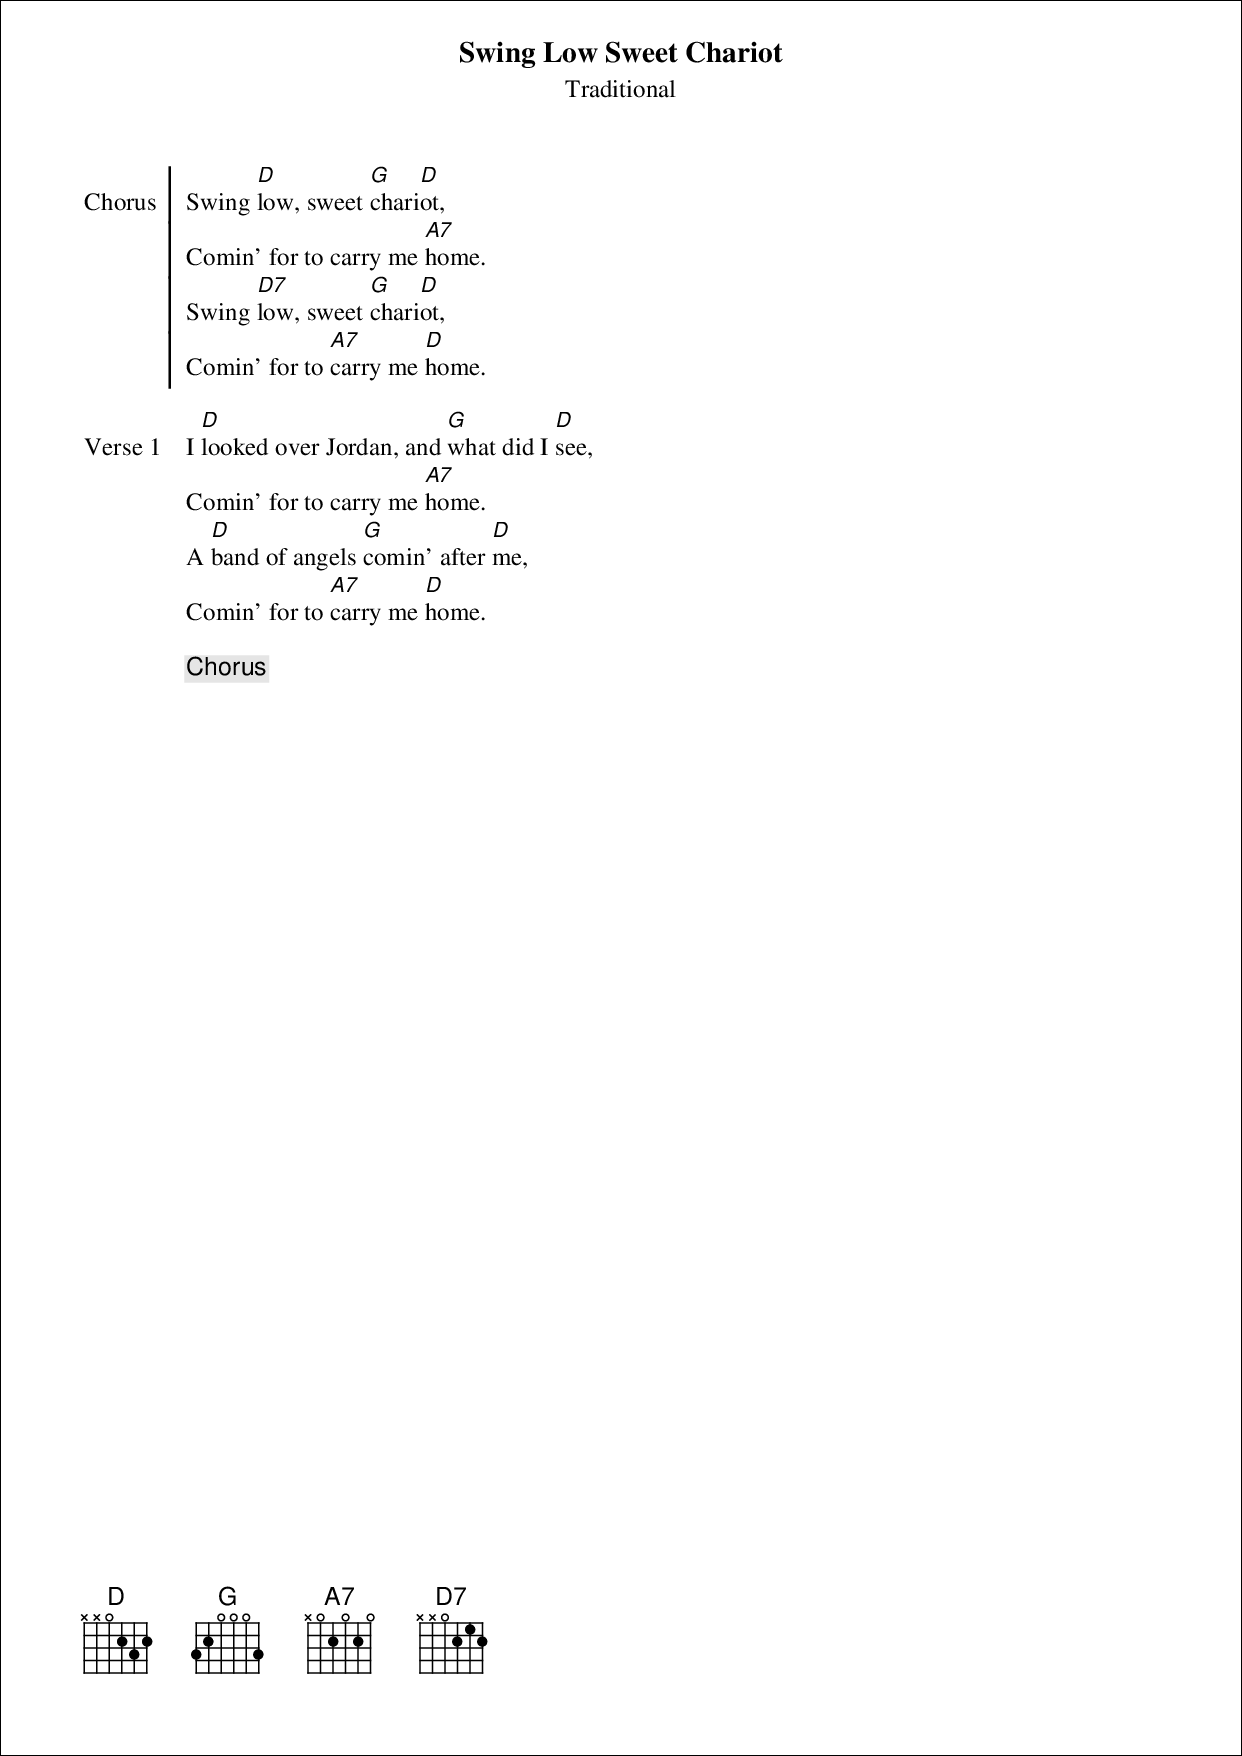 Swing Low Sweet Chariot
Traditional
D G D
Chorus Swing low, sweet chariot,
A7
Comin' for to carry me home.
D7 G D
Swing low, sweet chariot,
A7 D
Comin' for to carry me home.
D G D
Verse 1 I looked over Jordan, and what did I see,
A7
Comin' for to carry me home.
D G D
A band of angels comin' after me,
A7 D
Comin' for to carry me home.
Chorus
D G A7 D7